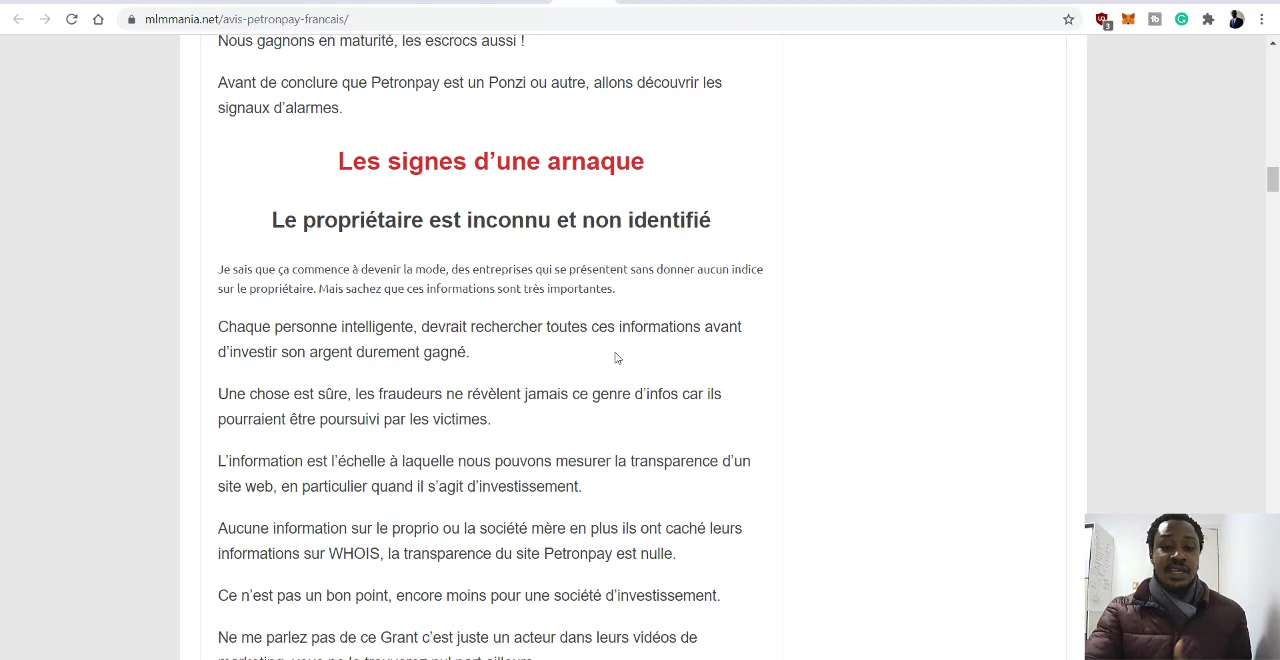 mlmmania.net/avis-petronpay-francais/
3
Nous gagnons en maturité, les escrocs aussi !
Avant de conclure que Petronpay est un Ponzi ou autre, allons découvrir les
signaux d’alarmes.
Les signes d’une arnaque
Le propriétaire est inconnu et non identifié
Je sais que ça commence à devenir la mode, des entreprises qui se présentent sans donner aucun indice
sur le propriétaire. Mais sachez que ces informations sont très importantes.
Chaque personne intelligente, devrait rechercher toutes ces informations avant
d’investir son argent durement gagné.
Une chose est sûre, les fraudeurs ne révèlent jamais ce genre d’infos car ils
pourraient être poursuivi par les victimes.
L’information est l’échelle à laquelle nous pouvons mesurer la transparence d’un
site web, en particulier quand il s’agit d’investissement.
Aucune information sur le proprio ou la société mère en plus ils ont caché leurs
informations sur WHOIS, la transparence du site Petronpay est nulle.
Ce n’est pas un bon point, encore moins pour une société d’investissement.
Ne me parlez pas de ce Grant c’est juste un acteur dans leurs vidéos de